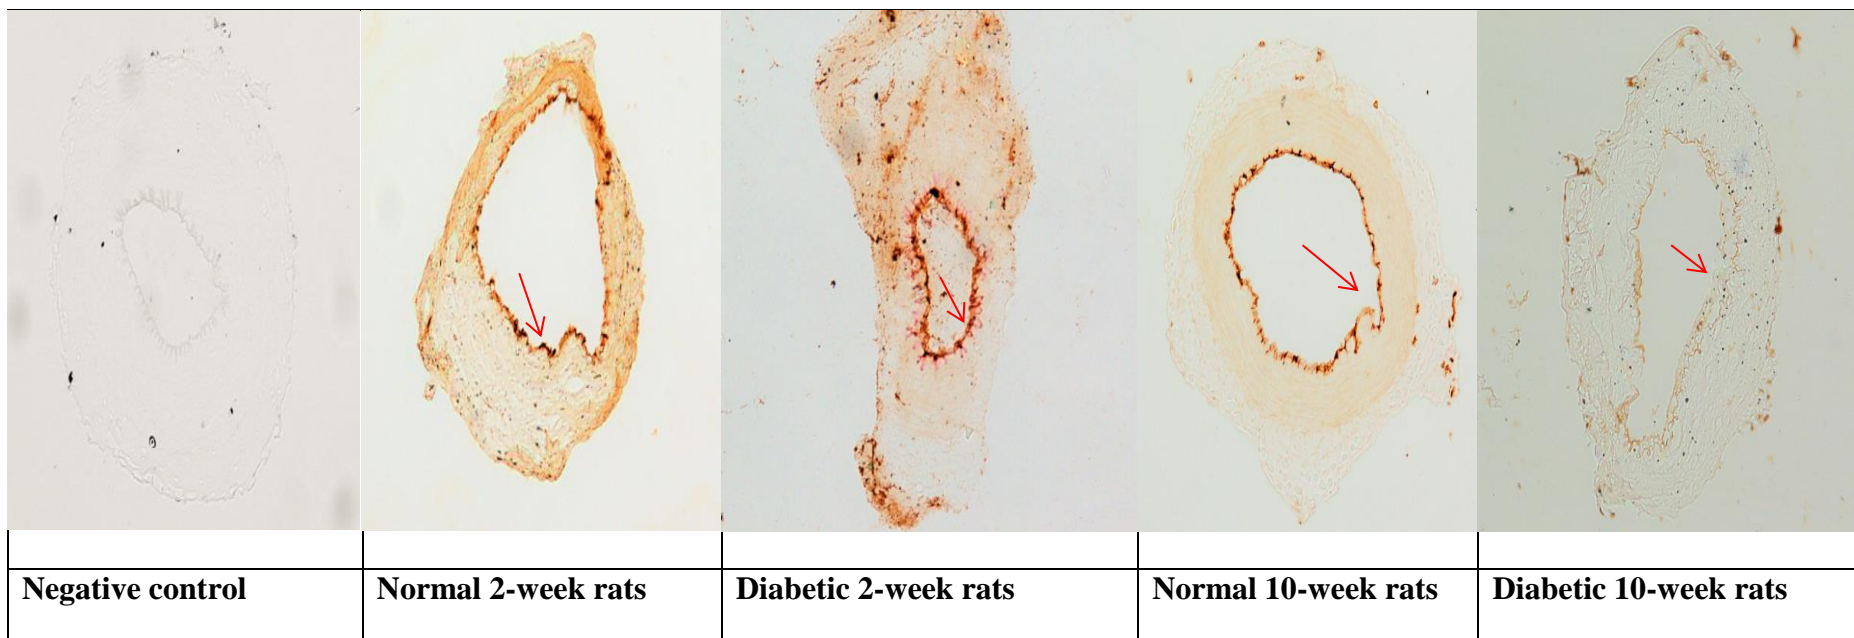 Negative control
Normal 2-week rats
Diabetic 2-week rats
Normal 10-week rats
Diabetic 10-week rats